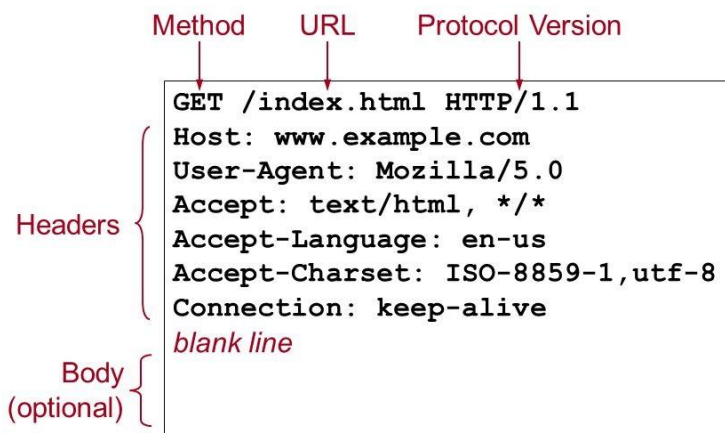 Method URL Protocol Version
GET /index.html HTTP/1.1
Host: www.example.com
User-Agent: Mozilla/5.0
Accept: text/html, */*
Accept-Language: en-us
Accept-Charset: ISO-8859-1,utf-8
Connection: keep-alive
Headers
blank line
Body
(optional)